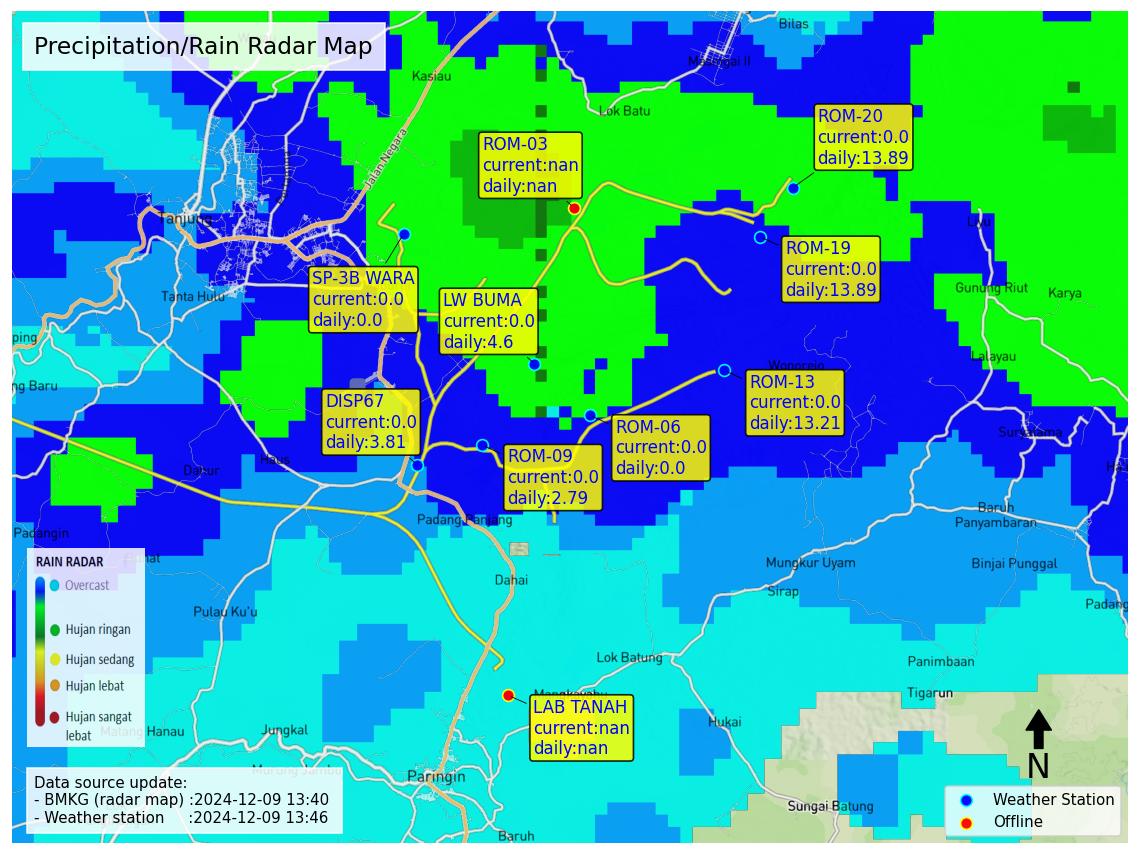 Precipitation/Rain Radar Map
Bilas
Masingai II
Kasiau
Lok Batu
Jalan Negara
ROM-03
current:nan
daily:nan
ROM-20
current:0.0
daily:13.89
Tanjung
Liyu
ROM-19
current:0.0
daily:13.89
SP-3B WARA
current:0.0
daily:0.0
LW BUMA
current:0.0
daily:4.6
Tanta Hulu
Gunung Riut
Karya
ping
Lalayau
Wonorejo
ng Baru
ROM-13
current:0.0
daily:13.21
DISP67
current:0.0
daily:3.81
ROM-06
current:0.0
daily:0.0
Suryatama
Haus
Dahur
ROM-09
current:0.0
daily:2.79
Ha
Padang Panjang
Baruh
Panyambaran
Padangin
RAIN RADAR
Overcast
Hujan ringan
Hujan sedang
Hujan lebat
Hujan sangat
lebat
Mungkur Uyam
Binjai Punggal
Dahai
Sirap
Padang
Pulau Ku'u
Lok Batung
Panimbaan
Tigarun
LAB TANAH
current:nan
daily:nan
Hukai
Matang Hanau
Jungkal
Murung Jambu
Paringin
Sungai Batung
Baruh
N
Data source update:
- BMKG (radar map) :2024-12-09 13:40
- Weather station :2024-12-09 13:46
Weather Station
Offline